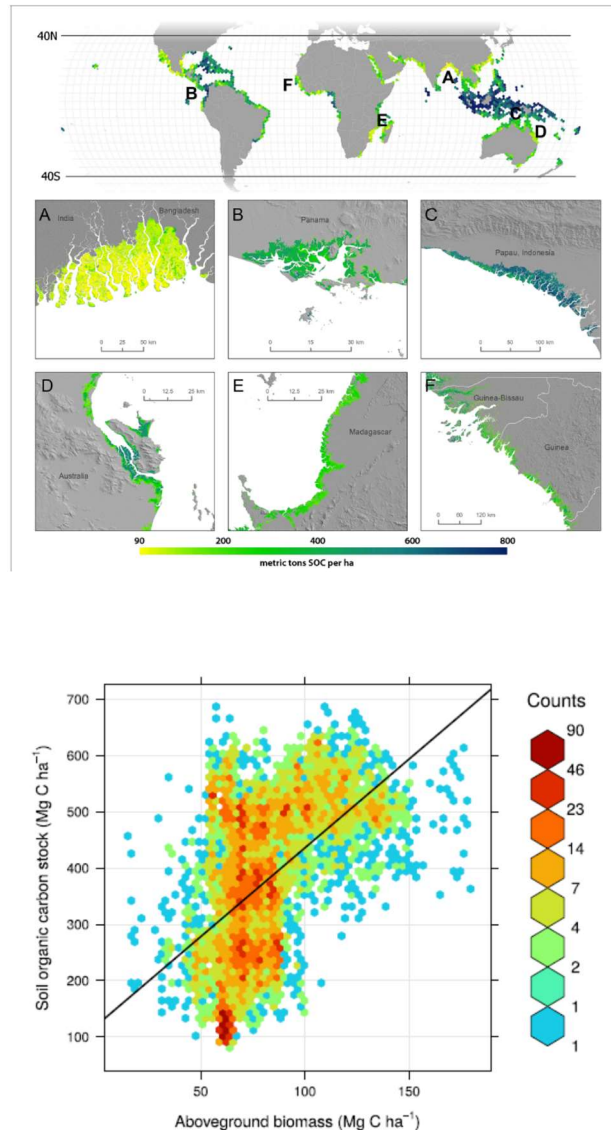 40N
40S
A
B
C
D
E
F
A
India
Bangladesh
0 25 50 km
B
Panama
0 15 30 km
C
Papau, Indonesia
0 50 100 km
D
0 12.5 25 km
Australia
E
0 12.5 25 km
Madagascar
F
Guinea-Bissau
Guinea
0 60 120 km
90 200 400 600 800
metric tons SOC per ha
Soil organic carbon stock (Mg C ha⁻¹)
700
600
500
400
300
200
100
50 100 150
Aboveground biomass (Mg C ha⁻¹)
Counts
90
46
23
14
7
4
2
1
1